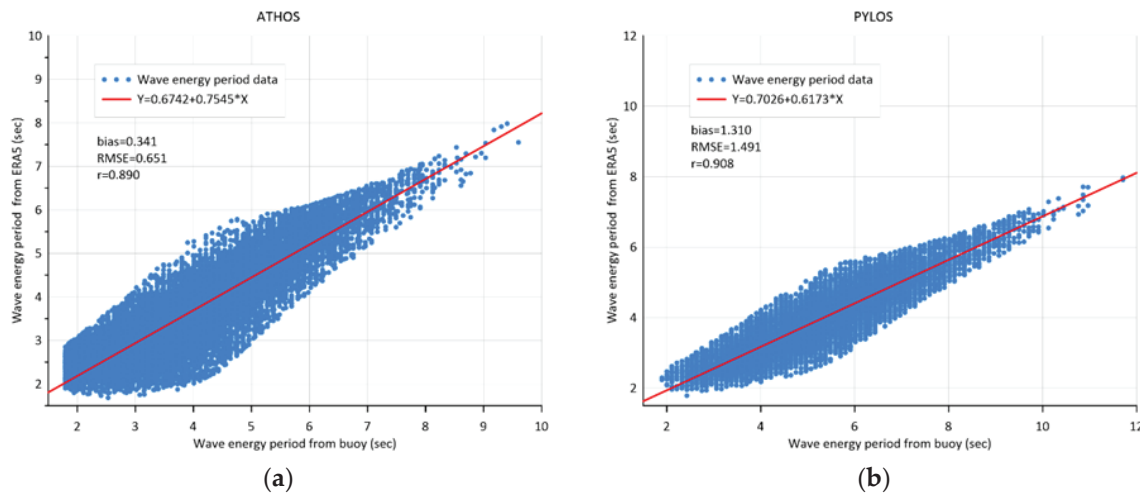 ATHOS
10
9
8
7
6
5
4
3
2
Wave energy period from ERA5 (sec)
Wave energy period data
Y=0.6742+0.7545*X
bias=0.341
RMSE=0.651
r=0.890
2 3 4 5 6 7 8 9 10
Wave energy period from buoy (sec)
(a)
PYLOS
12
10
8
6
4
2
Wave energy period from ERA5 (sec)
Wave energy period data
Y=0.7026+0.6173*X
bias=1.310
RMSE=1.491
r=0.908
2 4 6 8 10 12
Wave energy period from buoy (sec)
(b)